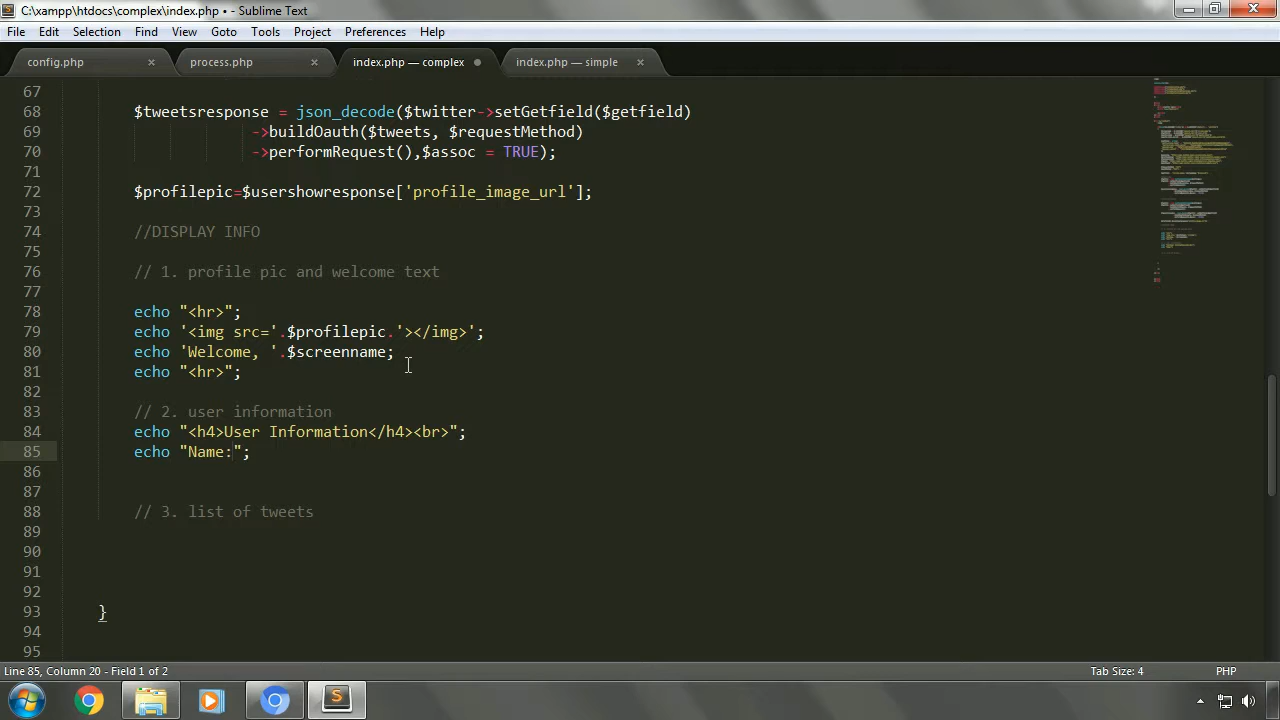 C:\xampp\htdocs\complex\index.php • - Sublime Text
File Edit Selection Find View Goto Tools Project Preferences Help
config.php process.php index.php — complex index.php — simple
67
68 $tweetsresponse = json_decode($twitter->setGetfield($getfield)
69 ->buildOauth($tweets, $requestMethod)
70 ->performRequest(),$assoc = TRUE);
71
72 $profilepic=$usershowresponse['profile_image_url'];
73
74 //DISPLAY INFO
75
76 // 1. profile pic and welcome text
77
78 echo "<hr>";
79 echo '<img src='.$profilepic.'></img>';
80 echo 'Welcome, '.$screenname;
81 echo "<hr>";
82
83 // 2. user information
84 echo "<h4>User Information</h4><br>";
85 echo "Name:";
86
87
88 // 3. list of tweets
89
90
91
92
93 }
94
95
Line 85, Column 20 - Field 1 of 2 Tab Size: 4 PHP